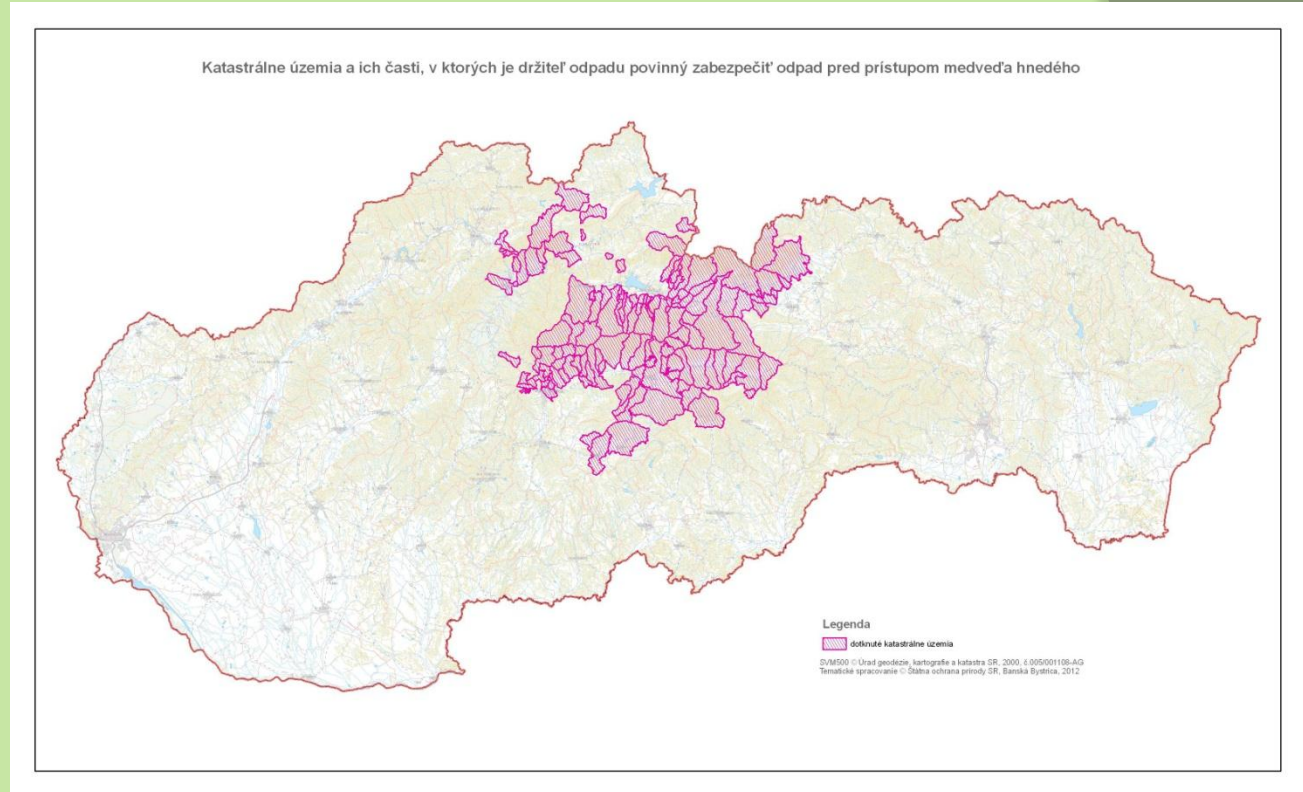 Katastrálne územia a ich časti, v ktorých je držiteľ odpadu povinný zabezpečiť odpad pred prístupom medveďa hnedého
Legenda
dotknuté katastrálne územia
SVM500 © Úrad geodézie, kartografie a katastra SR, 2000, č.005/001108-AG
Tematické spracovanie © Štátna ochrana prírody SR, Banská Bystrica, 2012